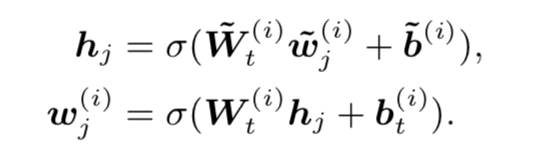 h_j = σ(W̃_t^{(i)} w̃_j^{(i)} + b̃^{(i)}),
w_j^{(i)} = σ(W_t^{(i)} h_j + b_t^{(i)}).